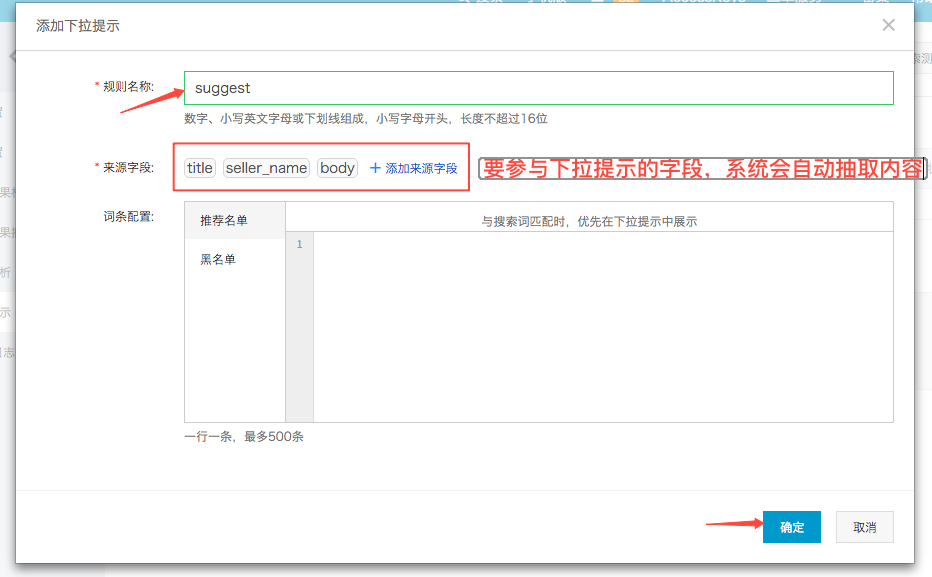 添加下拉提示
* 规则名称: suggest
数字、小写英文字母或下划线组成，小写字母开头，长度不超过16位
* 来源字段: title seller_name body + 添加来源字段 要参与下拉提示的字段，系统会自动抽取内容
词条配置: 推荐名单 与搜索词匹配时，优先在下拉提示中展示
黑名单 1
一行一条，最多500条
确定 取消